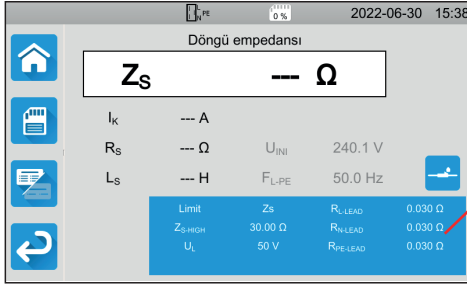 N PE 0 % 2022-06-30 15:38
Döngü empedansı
ZS --- Ω
IK --- A
RS --- Ω UINI 240.1 V
LS --- H FL-PE 50.0 Hz
Limit Zs RL-LEAD 0.030 Ω
ZS-HIGH 30.00 Ω RN-LEAD 0.030 Ω
UL 50 V RPE-LEAD 0.030 Ω